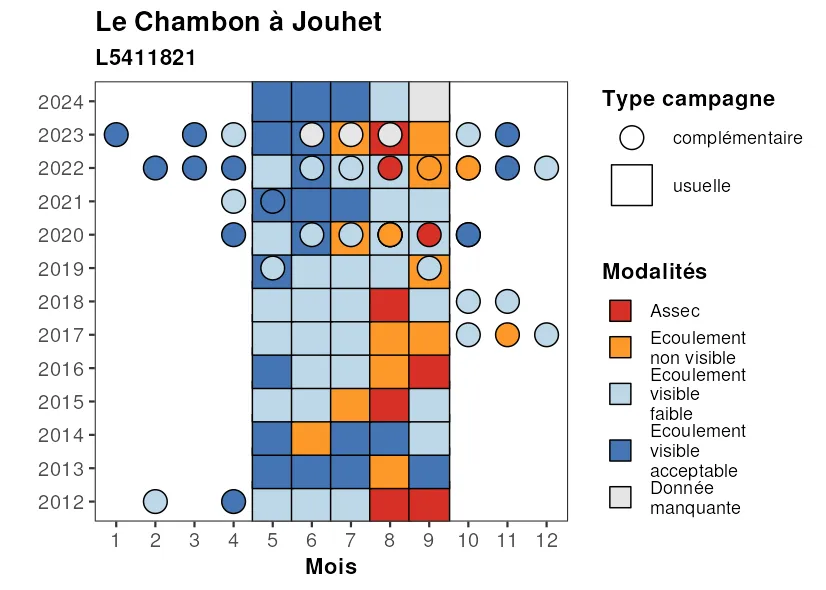 Le Chambon à Jouhet
L5411821
2024
2023
2022
2021
2020
2019
2018
2017
2016
2015
2014
2013
2012
1 2 3 4 5 6 7 8 9 10 11 12
Mois
Type campagne
complémentaire
usuelle
Modalités
Assec
Ecoulement
non visible
Ecoulement
visible
faible
Ecoulement
visible
acceptable
Donnée
manquante